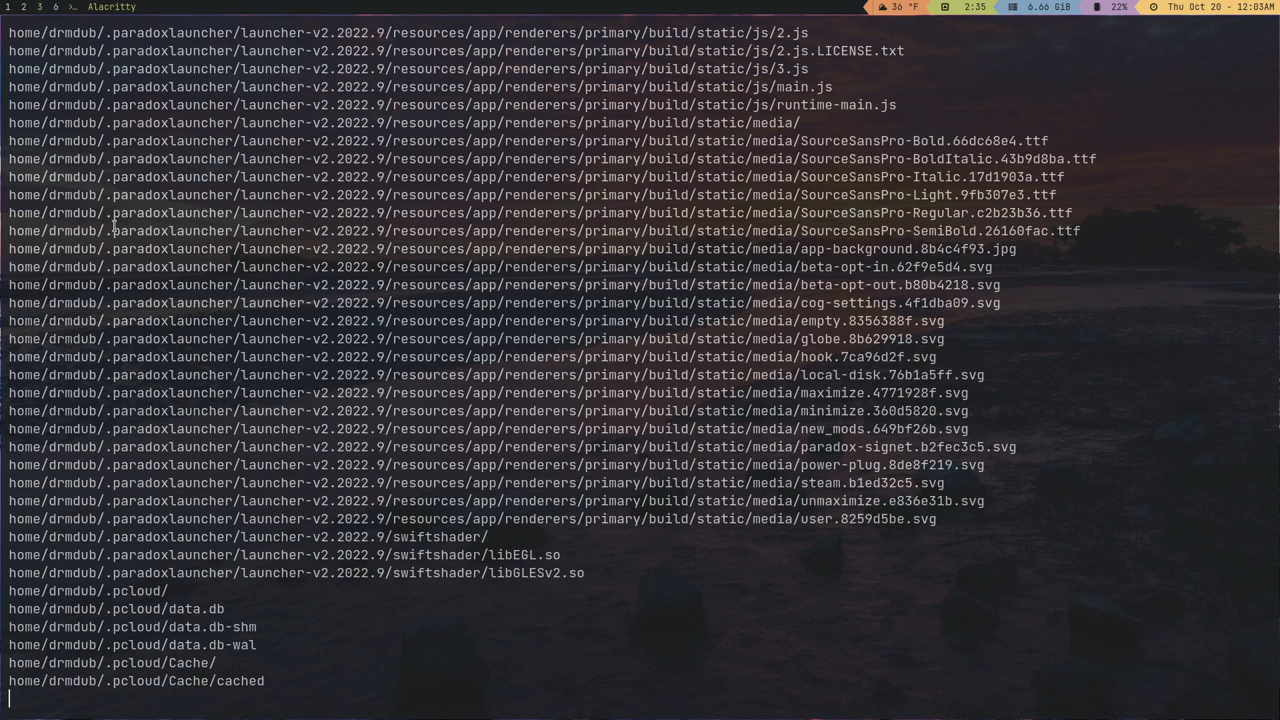 1 2 3 6 ›_ Alacritty 36 °F 2:35 6.66 GiB 22% Thu Oct 20 - 12:03AM
home/drmdub/.paradoxlauncher/launcher-v2.2022.9/resources/app/renderers/primary/build/static/js/2.js
home/drmdub/.paradoxlauncher/launcher-v2.2022.9/resources/app/renderers/primary/build/static/js/2.js.LICENSE.txt
home/drmdub/.paradoxlauncher/launcher-v2.2022.9/resources/app/renderers/primary/build/static/js/3.js
home/drmdub/.paradoxlauncher/launcher-v2.2022.9/resources/app/renderers/primary/build/static/js/main.js
home/drmdub/.paradoxlauncher/launcher-v2.2022.9/resources/app/renderers/primary/build/static/js/runtime-main.js
home/drmdub/.paradoxlauncher/launcher-v2.2022.9/resources/app/renderers/primary/build/static/media/
home/drmdub/.paradoxlauncher/launcher-v2.2022.9/resources/app/renderers/primary/build/static/media/SourceSansPro-Bold.66dc68e4.ttf
home/drmdub/.paradoxlauncher/launcher-v2.2022.9/resources/app/renderers/primary/build/static/media/SourceSansPro-BoldItalic.43b9d8ba.ttf
home/drmdub/.paradoxlauncher/launcher-v2.2022.9/resources/app/renderers/primary/build/static/media/SourceSansPro-Italic.17d1903a.ttf
home/drmdub/.paradoxlauncher/launcher-v2.2022.9/resources/app/renderers/primary/build/static/media/SourceSansPro-Light.9fb307e3.ttf
home/drmdub/.paradoxlauncher/launcher-v2.2022.9/resources/app/renderers/primary/build/static/media/SourceSansPro-Regular.c2b23b36.ttf
home/drmdub/.paradoxlauncher/launcher-v2.2022.9/resources/app/renderers/primary/build/static/media/SourceSansPro-SemiBold.26160fac.ttf
home/drmdub/.paradoxlauncher/launcher-v2.2022.9/resources/app/renderers/primary/build/static/media/app-background.8b4c4f93.jpg
home/drmdub/.paradoxlauncher/launcher-v2.2022.9/resources/app/renderers/primary/build/static/media/beta-opt-in.62f9e5d4.svg
home/drmdub/.paradoxlauncher/launcher-v2.2022.9/resources/app/renderers/primary/build/static/media/beta-opt-out.b80b4218.svg
home/drmdub/.paradoxlauncher/launcher-v2.2022.9/resources/app/renderers/primary/build/static/media/cog-settings.4f1dba09.svg
home/drmdub/.paradoxlauncher/launcher-v2.2022.9/resources/app/renderers/primary/build/static/media/empty.8356388f.svg
home/drmdub/.paradoxlauncher/launcher-v2.2022.9/resources/app/renderers/primary/build/static/media/globe.8b629918.svg
home/drmdub/.paradoxlauncher/launcher-v2.2022.9/resources/app/renderers/primary/build/static/media/hook.7ca96d2f.svg
home/drmdub/.paradoxlauncher/launcher-v2.2022.9/resources/app/renderers/primary/build/static/media/local-disk.76b1a5ff.svg
home/drmdub/.paradoxlauncher/launcher-v2.2022.9/resources/app/renderers/primary/build/static/media/maximize.4771928f.svg
home/drmdub/.paradoxlauncher/launcher-v2.2022.9/resources/app/renderers/primary/build/static/media/minimize.360d5820.svg
home/drmdub/.paradoxlauncher/launcher-v2.2022.9/resources/app/renderers/primary/build/static/media/new_mods.649bf26b.svg
home/drmdub/.paradoxlauncher/launcher-v2.2022.9/resources/app/renderers/primary/build/static/media/paradox-signet.b2fec3c5.svg
home/drmdub/.paradoxlauncher/launcher-v2.2022.9/resources/app/renderers/primary/build/static/media/power-plug.8de8f219.svg
home/drmdub/.paradoxlauncher/launcher-v2.2022.9/resources/app/renderers/primary/build/static/media/steam.b1ed32c5.svg
home/drmdub/.paradoxlauncher/launcher-v2.2022.9/resources/app/renderers/primary/build/static/media/unmaximize.e836e31b.svg
home/drmdub/.paradoxlauncher/launcher-v2.2022.9/resources/app/renderers/primary/build/static/media/user.8259d5be.svg
home/drmdub/.paradoxlauncher/launcher-v2.2022.9/swiftshader/
home/drmdub/.paradoxlauncher/launcher-v2.2022.9/swiftshader/libEGL.so
home/drmdub/.paradoxlauncher/launcher-v2.2022.9/swiftshader/libGLESv2.so
home/drmdub/.pcloud/
home/drmdub/.pcloud/data.db
home/drmdub/.pcloud/data.db-shm
home/drmdub/.pcloud/data.db-wal
home/drmdub/.pcloud/Cache/
home/drmdub/.pcloud/Cache/cached